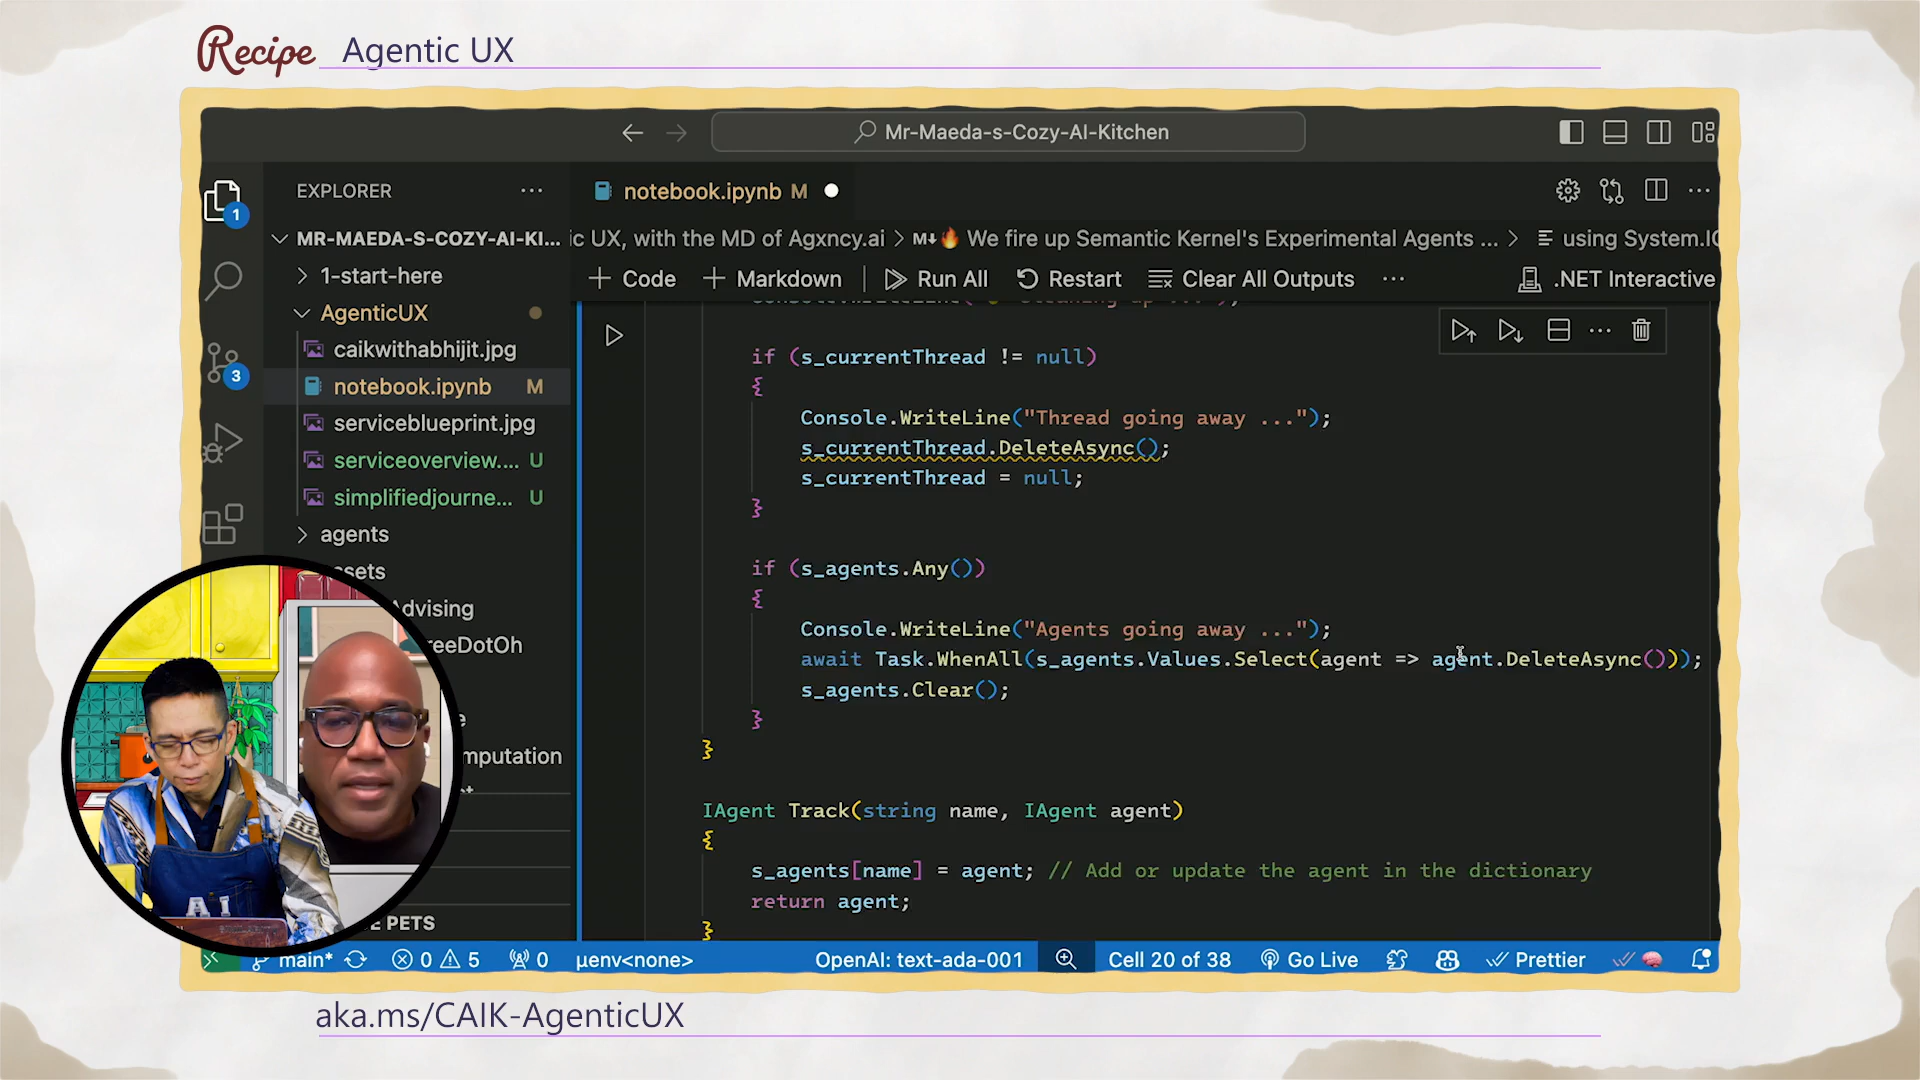 Recipe Agentic UX
Mr-Maeda-s-Cozy-AI-Kitchen
1
EXPLORER ...
notebook.ipynb M
MR-MAEDA-S-COZY-AI-KI...
ic UX, with the MD of Agxncy.ai > M↓🔥 We fire up Semantic Kernel's Experimental Agents ... > using System.IO
1-start-here
+ Code + Markdown Run All Restart Clear All Outputs ... .NET Interactive
AgenticUX
caikwithabhijit.jpg
notebook.ipynb M
serviceblueprint.jpg
serviceoverview.... U
simplifiedjourne... U
agents
3
ssets
Advising
reeDotOh
mputation
E PETS
if (s_currentThread != null)
{
Console.WriteLine("Thread going away ...");
s_currentThread.DeleteAsync();
s_currentThread = null;
}
if (s_agents.Any())
{
Console.WriteLine("Agents going away ...");
await Task.WhenAll(s_agents.Values.Select(agent => agent.DeleteAsync()));
s_agents.Clear();
}
}
IAgent Track(string name, IAgent agent)
{
s_agents[name] = agent; // Add or update the agent in the dictionary
return agent;
}
AI
main* 0 5 0 µenv<none> OpenAI: text-ada-001 Cell 20 of 38 Go Live Prettier
aka.ms/CAIK-AgenticUX